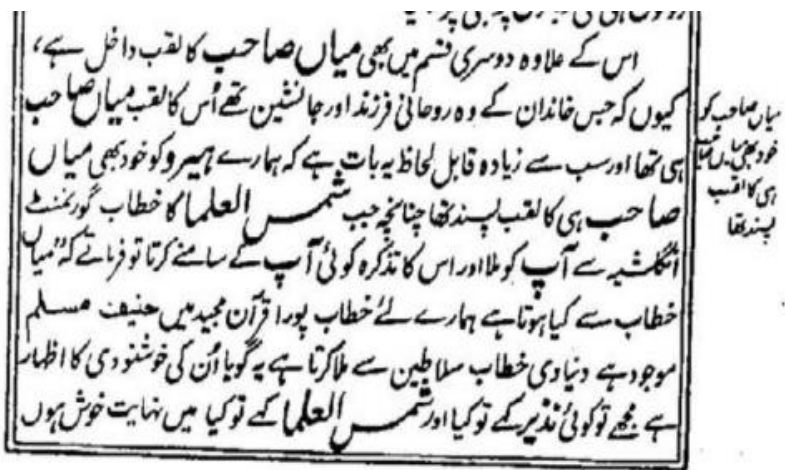 اس کے علاوہ دوسری قسم میں بھی میاں صاحب کا لقب داخل ہے،
کیوں کہ جس خاندان کے وہ روحانی فرزند اور جانشین تھے اُس کا لقب میاں صاحب
ہی تھا اور سب سے زیادہ قابل لحاظ یہ بات ہے کہ ہمارے ہیرو کو خود بھی میاں
صاحب ہی کا لقب پسند تھا چنانچہ جب شمس العلما کا خطاب گورنمنٹ
انگلشیہ سے آپ کو ملا اور اس کا تذکرہ کوئی آپ کے سامنے کرتا تو فرماتے کہ "میاں
خطاب سے کیا ہوتا ہے ہمارے لئے خطاب پورا قرآن مجید میں حنیف مسلم
موجود ہے دنیاوی خطاب سلاطین سے ملا کرتا ہے یہ گویا اُن کی خوشنودی کا اظہار
ہے مجھے تو کوئی نذیر کہے تو کیا اور شمس العلما کہے تو کیا میں نہایت خوش ہوں
میاں صاحب کو
خود بھی میاں صاحب
ہی کا لقب
پسند تھا